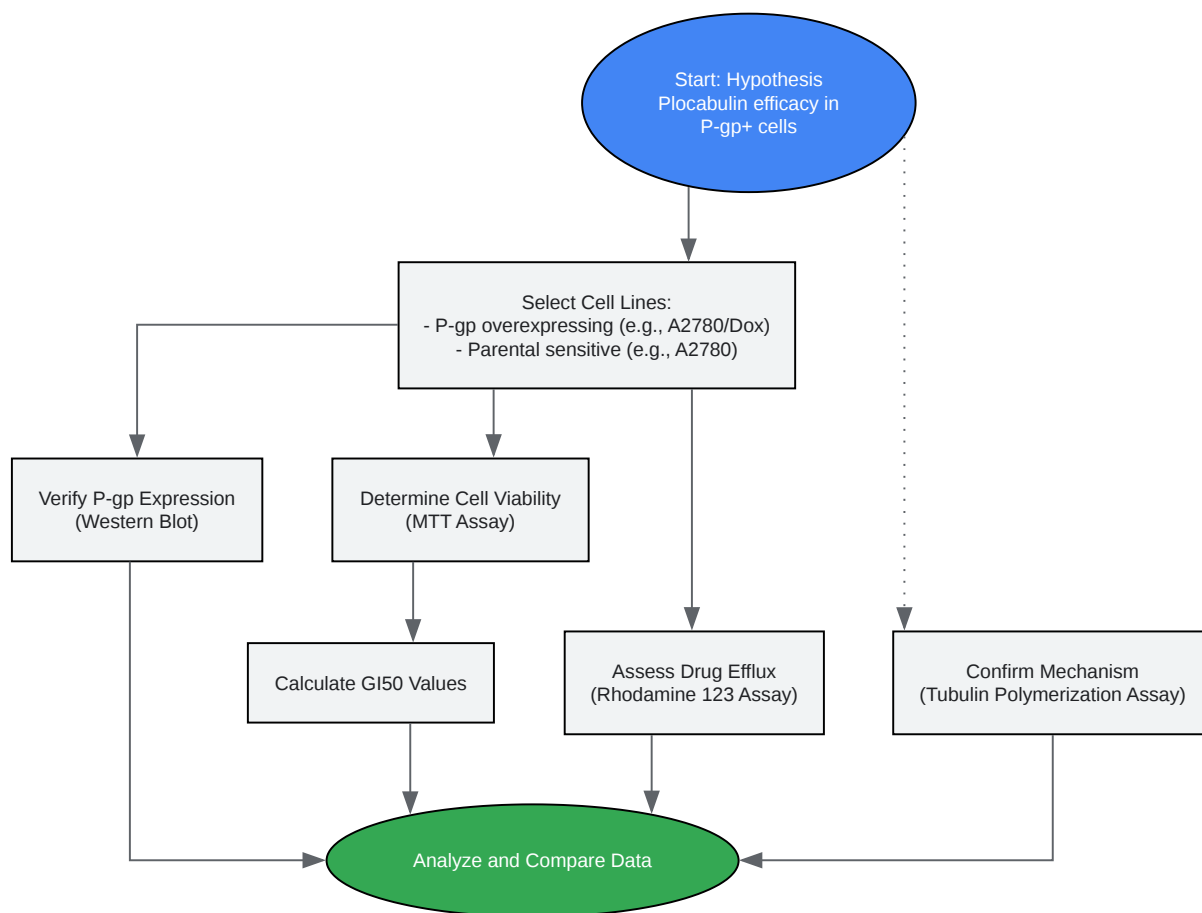 Start: Hypothesis
Plocabulin efficacy in
P-gp+ cells
Select Cell Lines:
- P-gp overexpressing (e.g., A2780/Dox)
- Parental sensitive (e.g., A2780)
Verify P-gp Expression
(Western Blot)
Determine Cell Viability
(MTT Assay)
Calculate GI50 Values
Assess Drug Efflux
(Rhodamine 123 Assay)
Confirm Mechanism
(Tubulin Polymerization Assay)
Analyze and Compare Data